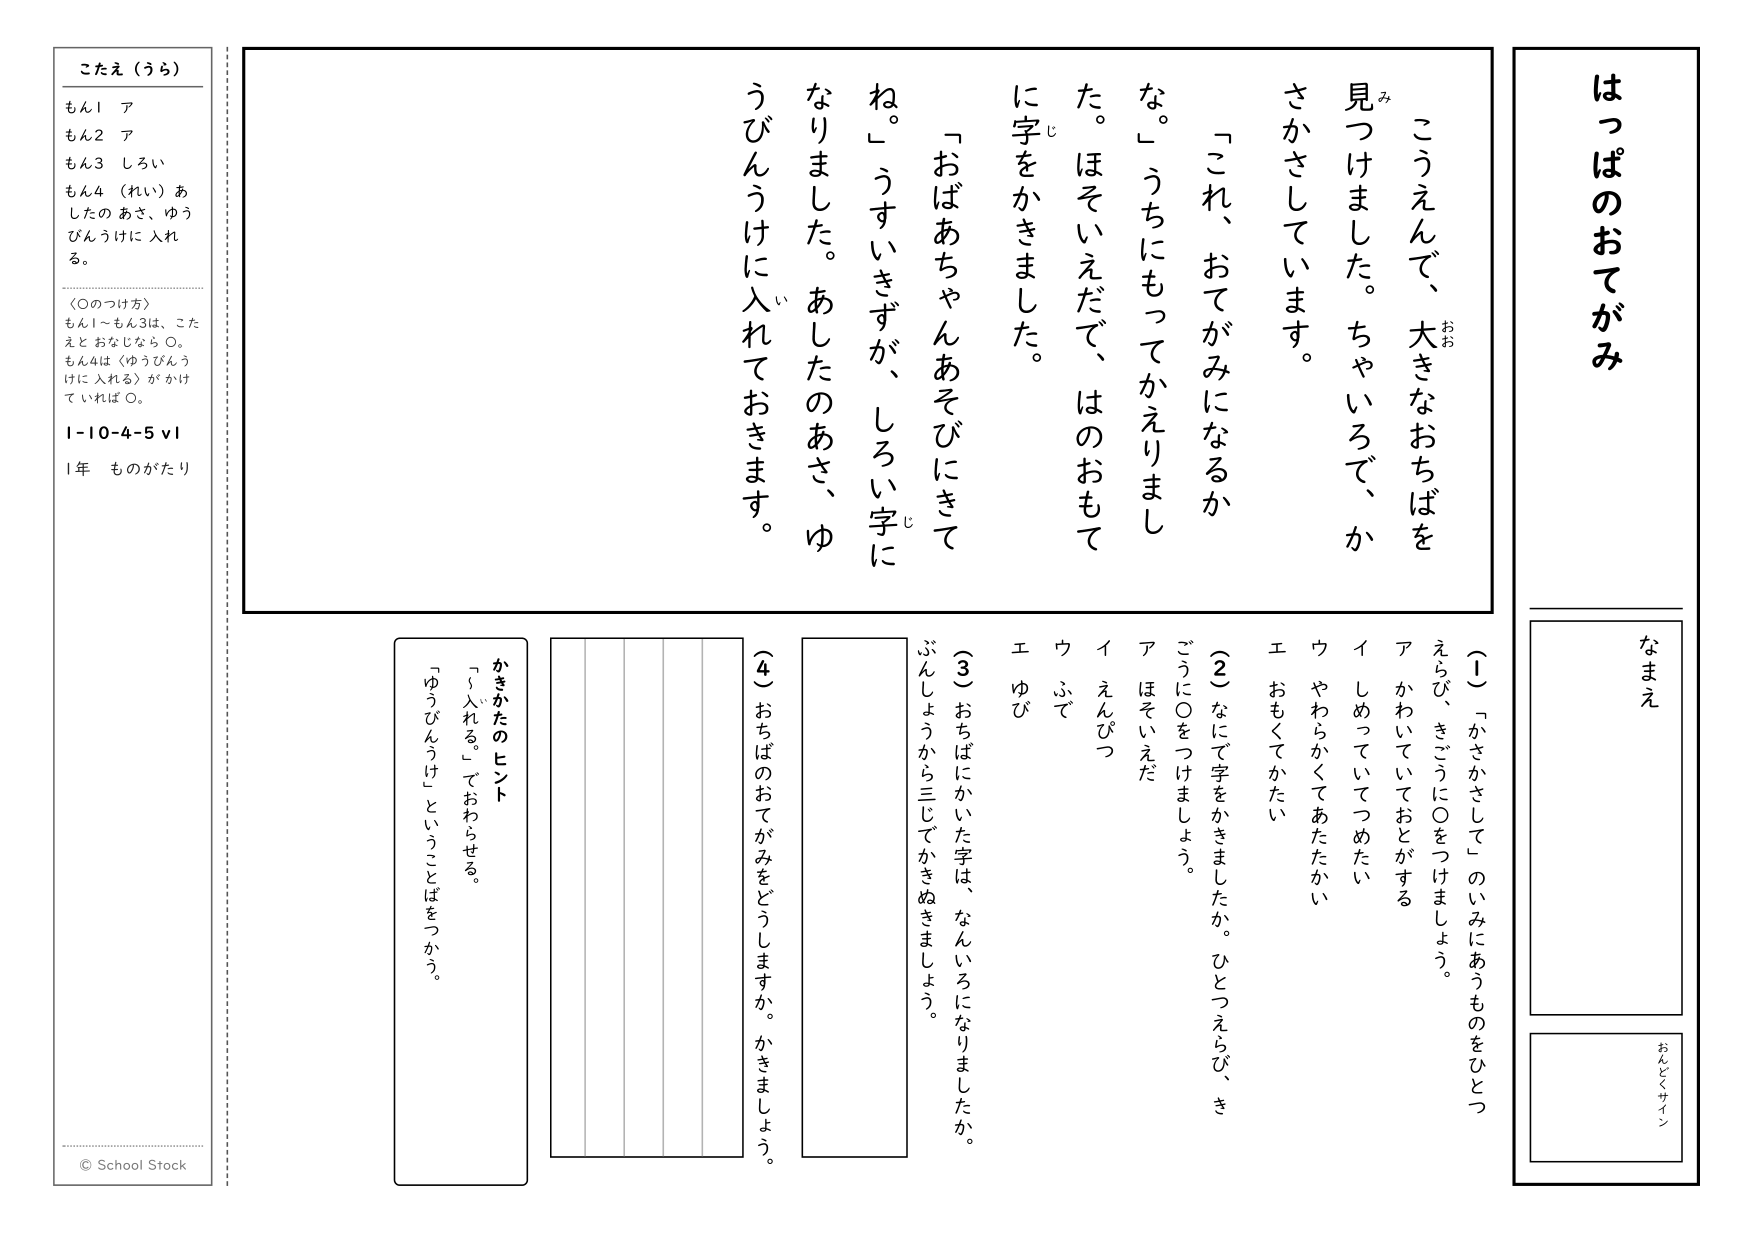 はっぱのおてがみ
なまえ
おんどくサイン
こうえんで、大きなおちばを
おお
見つけました。ちゃいろで、か
み
さかさしています。
「これ、おてがみになるか
な。」うちにもってかえりまし
た。ほそいえだで、はのおもて
に字をかきました。
じ
「おばあちゃんあそびにきて
ね。」うすいきずが、しろい字に
じ
なりました。あしたのあさ、ゆ
うびんうけに入れておきます。
い
(1)「かさかさして」のいみにあうものをひとつ
えらび、きごうに〇をつけましょう。
ア　かわいていておとがする
イ　しめっていてつめたい
ウ　やわらかくてあたたかい
エ　おもくてかたい
(2)なにで字をかきましたか。ひとつえらび、き
ごうに〇をつけましょう。
ア　ほそいえだ
イ　えんぴつ
ウ　ふで
エ　ゆび
(3)おちばにかいた字は、なんいろになりましたか。
ぶんしょうから三じでかきぬきましょう。
(4)おちばのおてがみをどうしますか。かきましょう。
かきかたの ヒント
「～入れる。」でおわらせる。
い
「ゆうびんうけ」ということばをつかう。
こたえ（うら）
もん1　ア
もん2　ア
もん3　しろい
もん4　（れい）あ
したの あさ、ゆう
びんうけに 入れ
る。
〈〇のつけ方〉
もん1～もん3は、こた
えと おなじなら 〇。
もん4は〈ゆうびんう
けに 入れる〉が かけ
て いれば 〇。
1-10-4-5 v1
1年　ものがたり
© School Stock